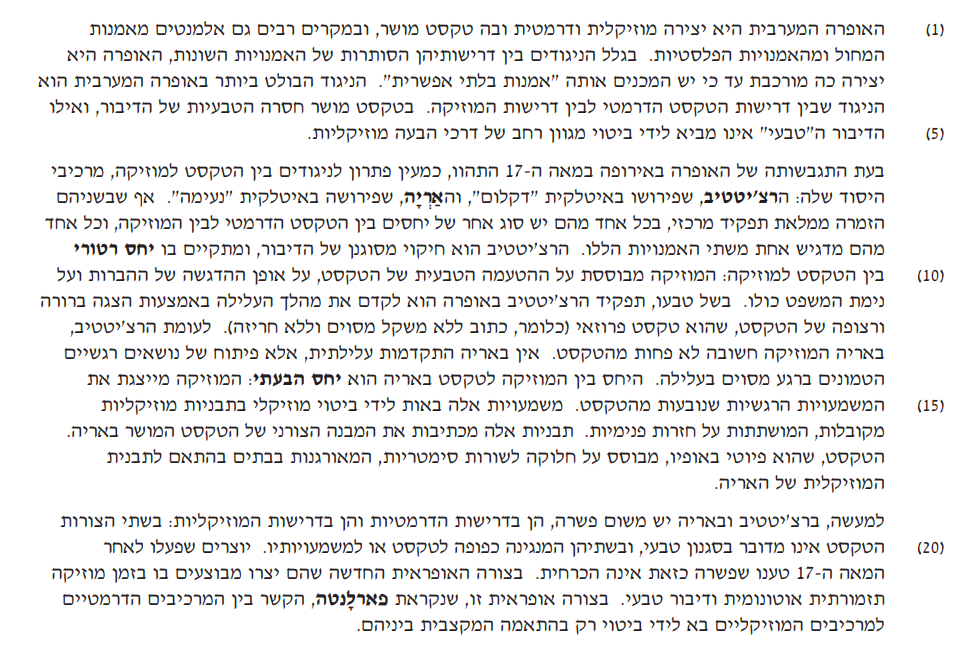 (1) האופרה המערבית היא יצירה מוזיקלית ודרמטית ובה טקסט מושר, ובמקרים רבים גם אלמנטים מאמנות
המחול ומהאמנויות הפלסטיות. בגלל הניגודים בין דרישותיהן הסותרות של האמנויות השונות, האופרה היא
יצירה כה מורכבת עד כי יש המכנים אותה "אמנות בלתי אפשרית". הניגוד הבולט ביותר באופרה המערבית הוא
הניגוד שבין דרישות הטקסט הדרמטי לבין דרישות המוזיקה. בטקסט מושר חסרה הטבעיות של הדיבור, ואילו
(5) הדיבור ה"טבעי" אינו מביא לידי ביטוי מגוון רחב של דרכי הבעה מוזיקליות.
בעת התגבשותה של האופרה באירופה במאה ה-17 התהוו, כמעין פתרון לניגודים בין הטקסט למוזיקה, מרכיבי
היסוד שלה: הרצ'יטטיב, שפירושו באיטלקית "דקלום", והאַרְיָה, שפירושה באיטלקית "נעימה". אף שבשניהם
הזמרה ממלאת תפקיד מרכזי, בכל אחד מהם יש סוג אחר של יחסים בין הטקסט הדרמטי לבין המוזיקה, וכל אחד
מהם מדגיש אחת משתי האמנויות הללו. הרצ'יטטיב הוא חיקוי מסוגנן של הדיבור, ומתקיים בו יחס רטורי
(10) בין הטקסט למוזיקה: המוזיקה מבוססת על ההטעמה הטבעית של הטקסט, על אופן ההדגשה של ההברות ועל
נימת המשפט כולו. בשל טבעו, תפקיד הרצ'יטטיב באופרה הוא לקדם את מהלך העלילה באמצעות הצגה ברורה
ורצופה של הטקסט, שהוא טקסט פרוזאי (כלומר, כתוב ללא משקל מסוים וללא חריזה). לעומת הרצ'יטטיב,
באריה המוזיקה חשובה לא פחות מהטקסט. אין באריה התקדמות עלילתית, אלא פיתוח של נושאים רגשיים
הטמונים ברגע מסוים בעלילה. היחס בין המוזיקה לטקסט באריה הוא יחס הבעתי: המוזיקה מייצגת את
(15) המשמעויות הרגשיות שנובעות מהטקסט. משמעויות אלה באות לידי ביטוי מוזיקלי בתבניות מוזיקליות
מקובלות, המושתתות על חזרות פנימיות. תבניות אלה מכתיבות את המבנה הצורני של הטקסט המושר באריה.
הטקסט, שהוא פיוטי באופיו, מבוסס על חלוקה לשורות סימטריות, המאורגנות בבתים בהתאם לתבנית
המוזיקלית של האריה.
למעשה, ברצ'יטטיב ובאריה יש משום פשרה, הן בדרישות הדרמטיות והן בדרישות המוזיקליות: בשתי הצורות
(20) הטקסט אינו מדובר בסגנון טבעי, ובשתיהן המנגינה כפופה לטקסט או למשמעויותיו. יוצרים שפעלו לאחר
המאה ה-17 טענו שפשרה כזאת אינה הכרחית. בצורה האופראית החדשה שהם יצרו מבוצעים בו בזמן מוזיקה
תזמורתית אוטונומית ודיבור טבעי. בצורה אופראית זו, שנקראת פארלָנטה, הקשר בין המרכיבים הדרמטיים
למרכיבים המוזיקליים בא לידי ביטוי רק בהתאמה המקצבית ביניהם.